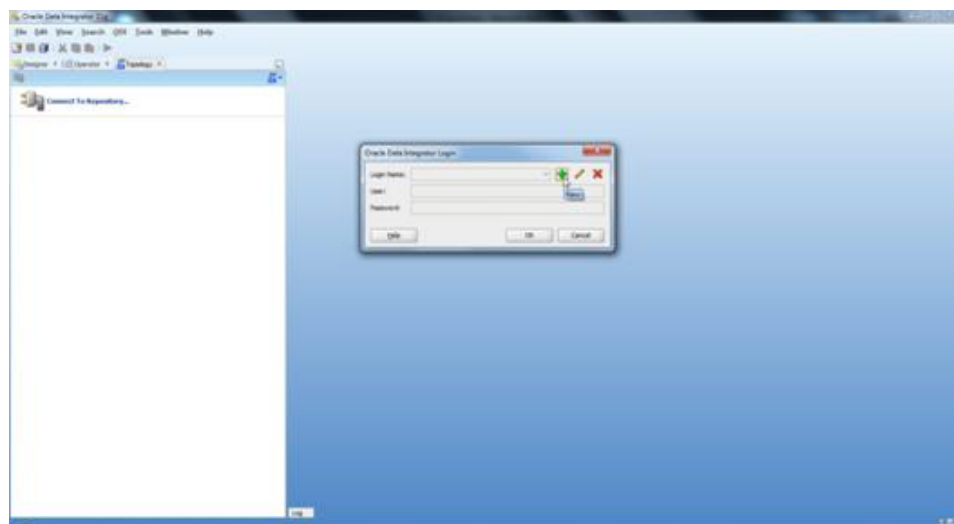 Oracle Data Integrator
File Edit View Search ODI Tools Window Help
Designer Operator Topology
Connect To Repository...
Oracle Data Integrator Login
Login Name:
User:
Password:
New
Help OK Cancel
Log